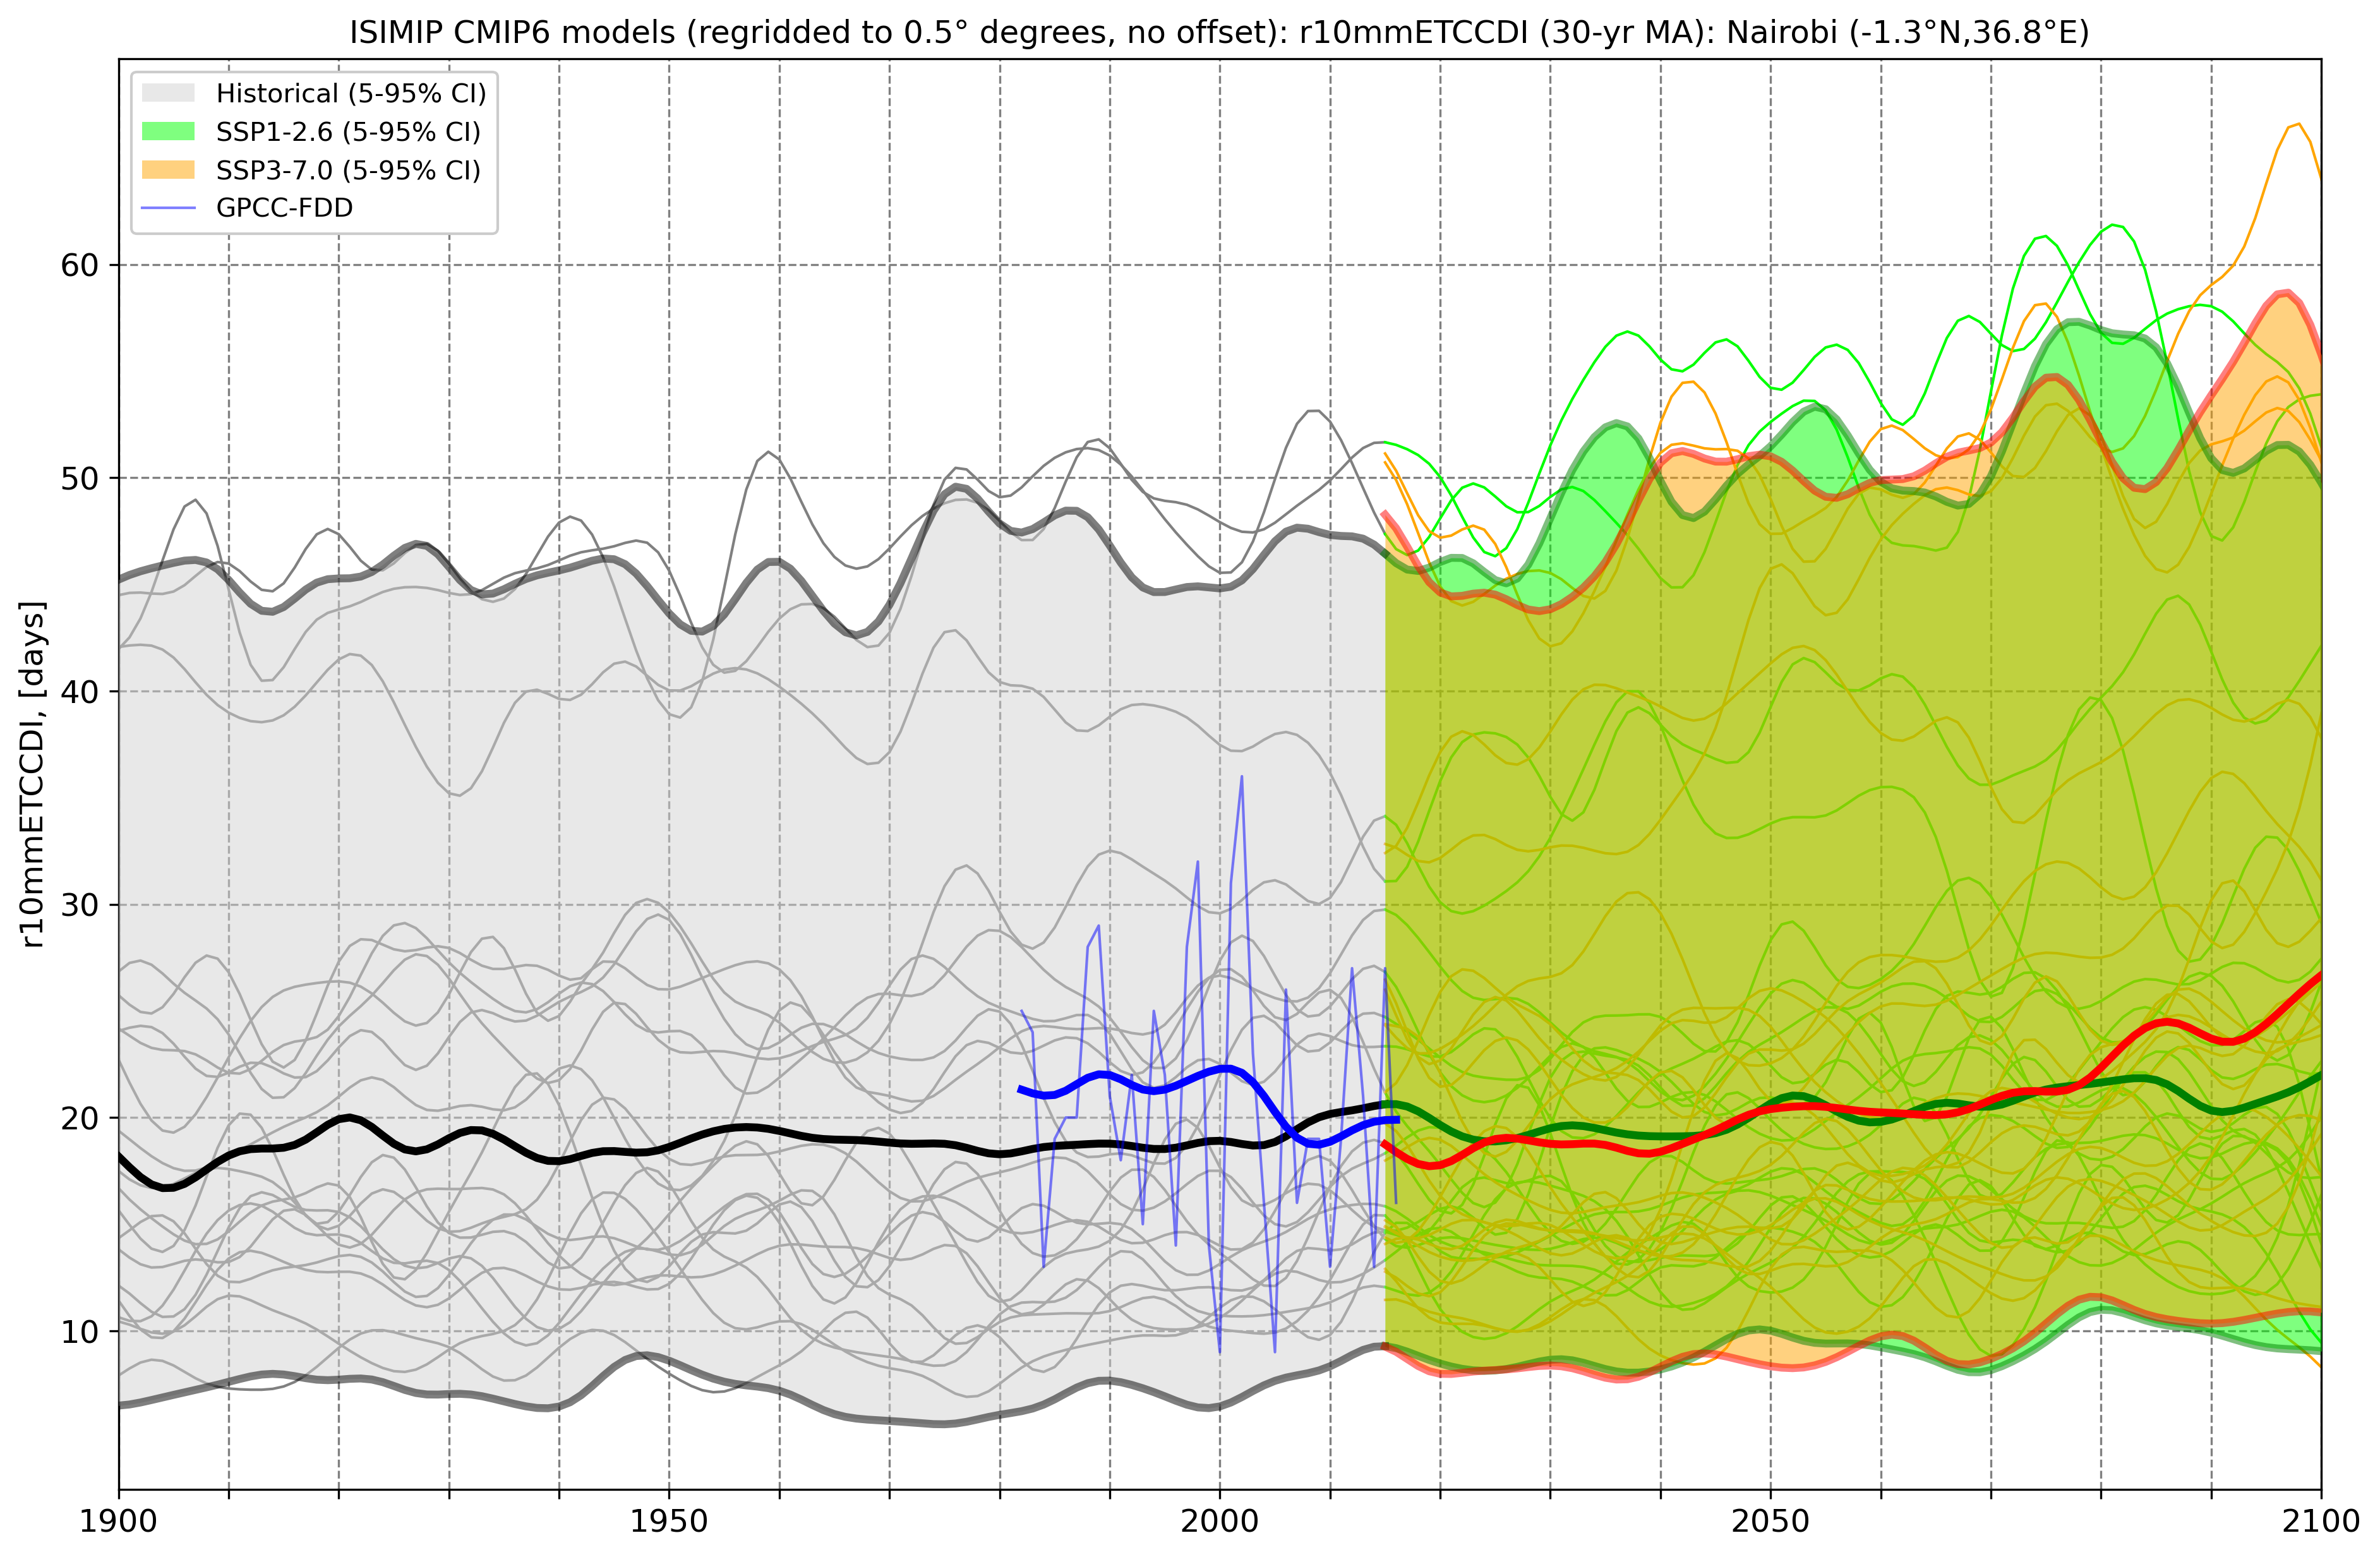 ISIMIP CMIP6 models (regridded to 0.5° degrees, no offset): r10mmETCCDI (30-yr MA): Nairobi (-1.3°N,36.8°E)
Historical (5-95% CI)
SSP1-2.6 (5-95% CI)
SSP3-7.0 (5-95% CI)
GPCC-FDD
r10mmETCCDI, [days]
60
50
40
30
20
10
1900
1950
2000
2050
2100